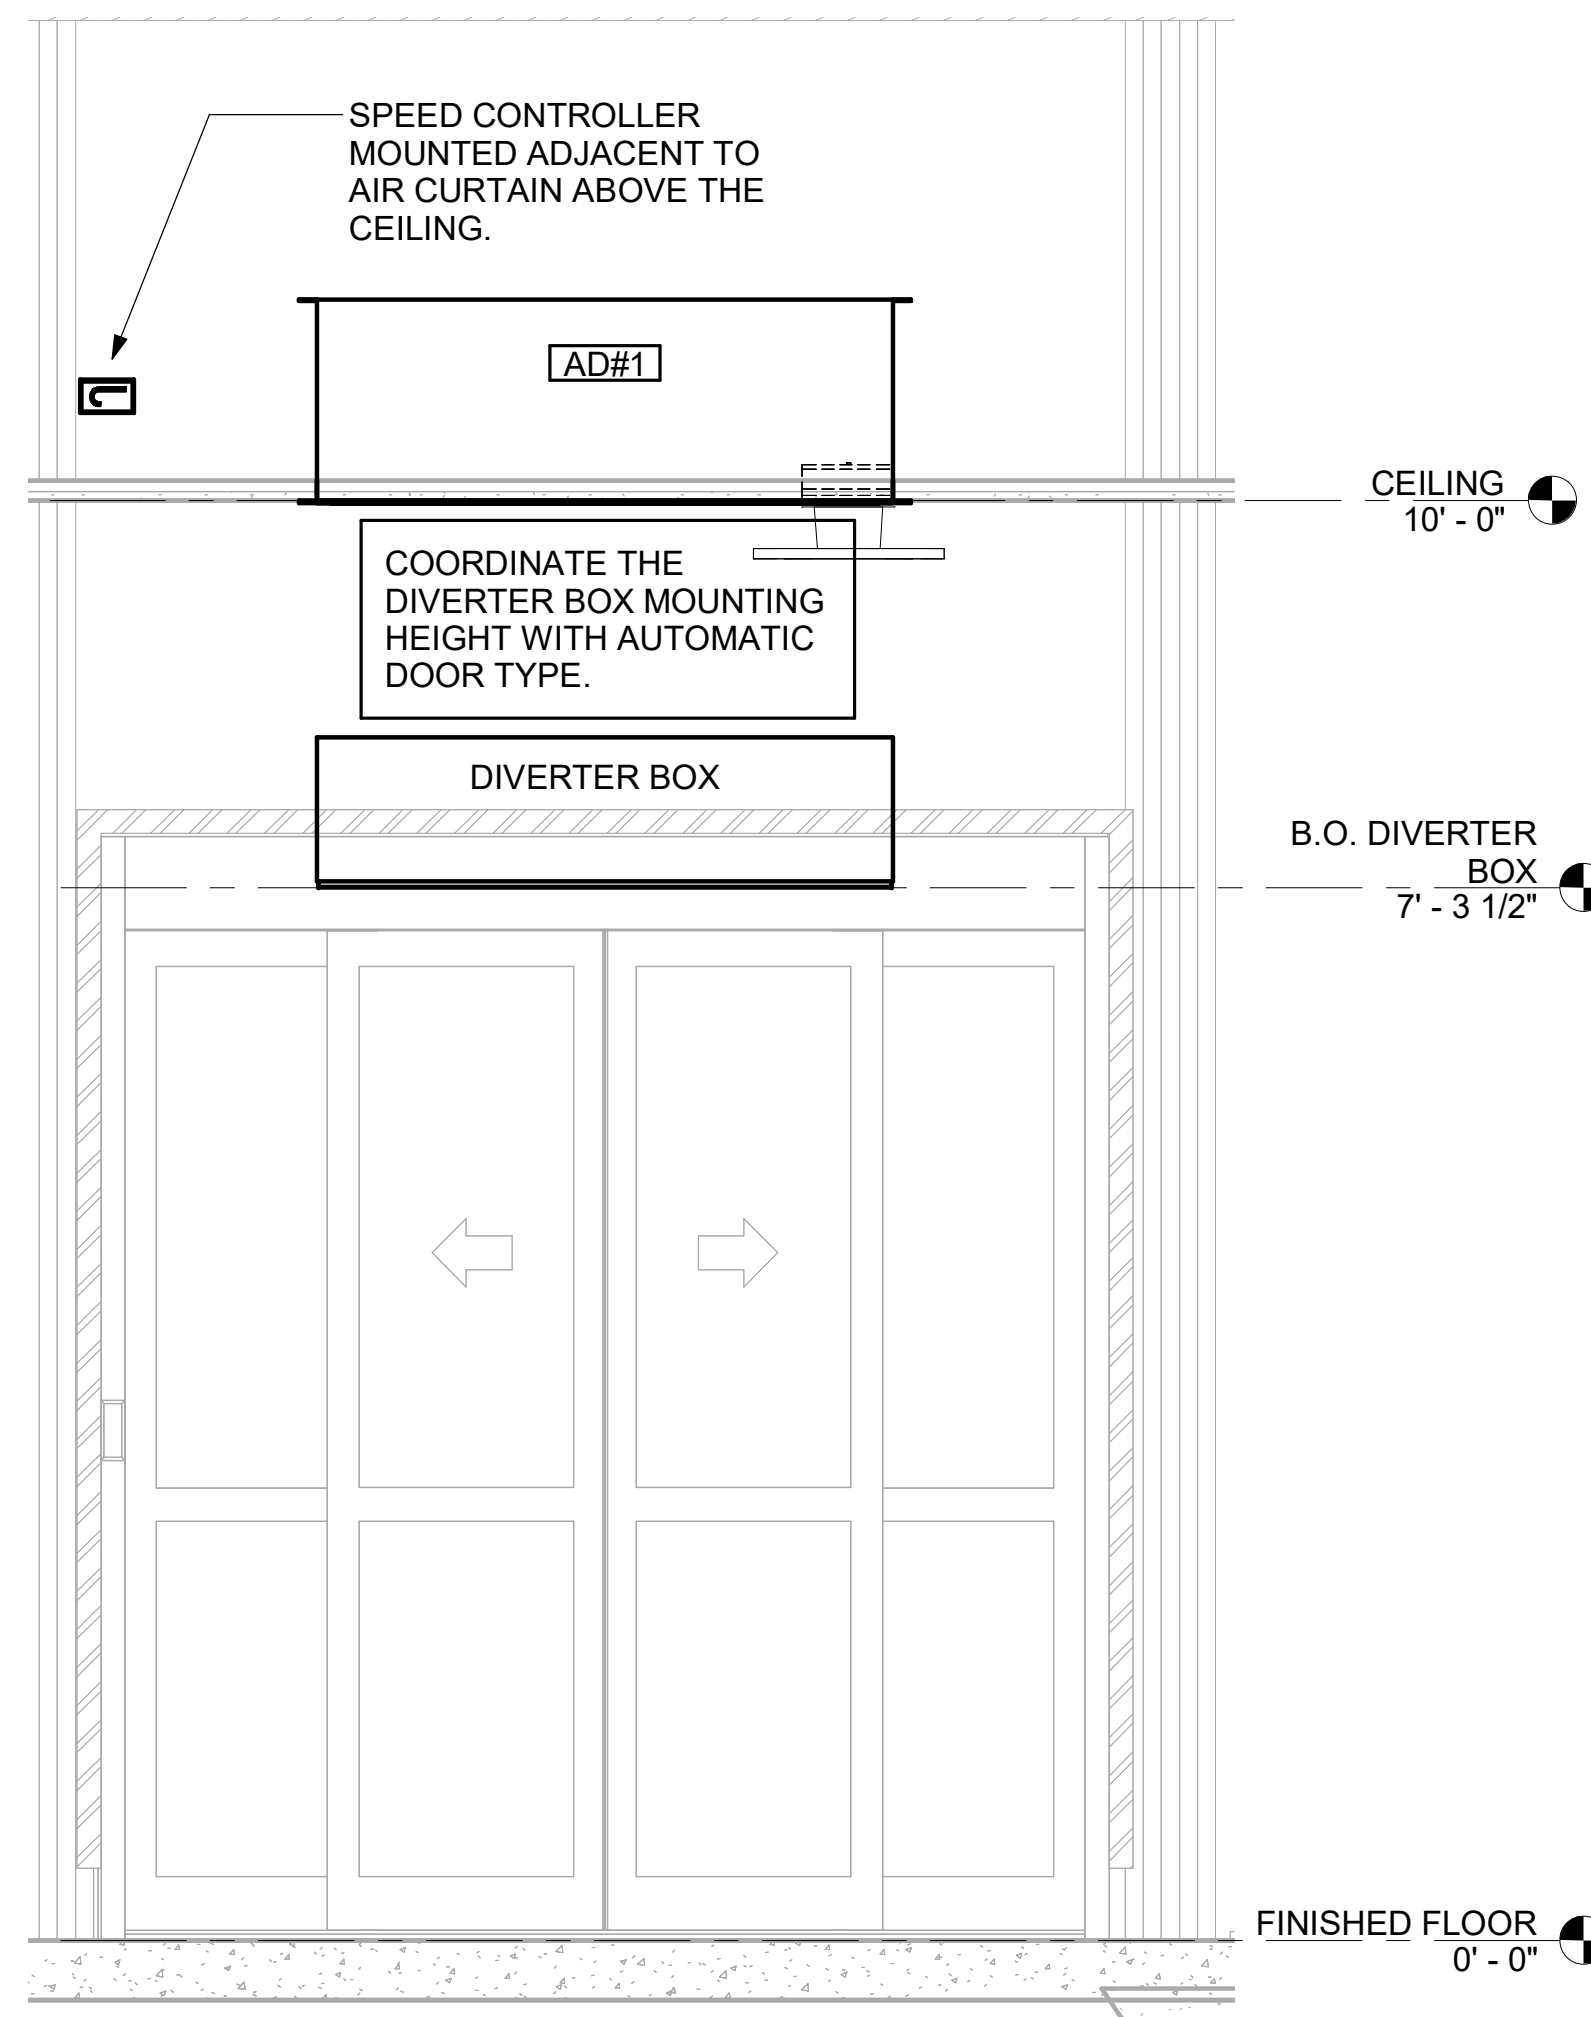 SPEED CONTROLLER
MOUNTED ADJACENT TO
AIR CURTAIN ABOVE THE
CEILING.
AD#1
CEILING
10' - 0"
COORDINATE THE
DIVERTER BOX MOUNTING
HEIGHT WITH AUTOMATIC
DOOR TYPE.
DIVERTER BOX
B.O. DIVERTER
BOX
7' - 3 1/2"
FINISHED FLOOR
0' - 0"